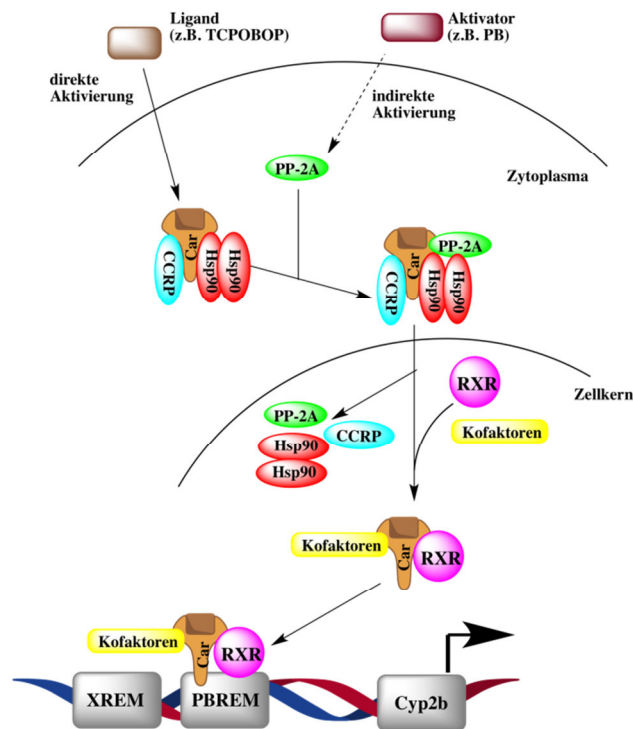 Ligand
(z.B. TCPOBOP)
Aktivator
(z.B. PB)
direkte
Aktivierung
indirekte
Aktivierung
PP-2A
Zytoplasma
CCRP
Car
Hsp90
Hsp90
PP-2A
CCRP
Car
Hsp90
Hsp90
RXR
Zellkern
PP-2A
CCRP
Hsp90
Hsp90
Kofaktoren
Kofaktoren
Car
RXR
Kofaktoren
Car
RXR
XREM
PBREM
Cyp2b